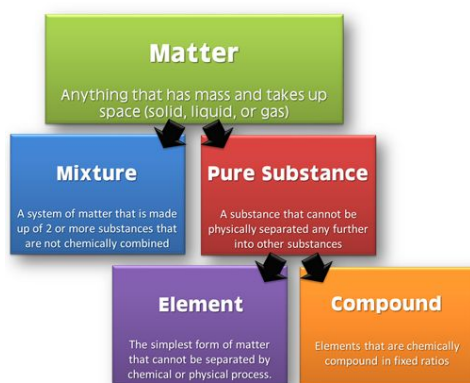 Matter
Anything that has mass and takes up
space (solid, liquid, or gas)
Mixture
A system of matter that is made
up of 2 or more substances that
are not chemically combined
Pure Substance
A substance that cannot be
physically separated any further
into other substances
Element
The simplest form of matter
that cannot be separated by
chemical or physical process.
Compound
Elements that are chemically
compound in fixed ratios